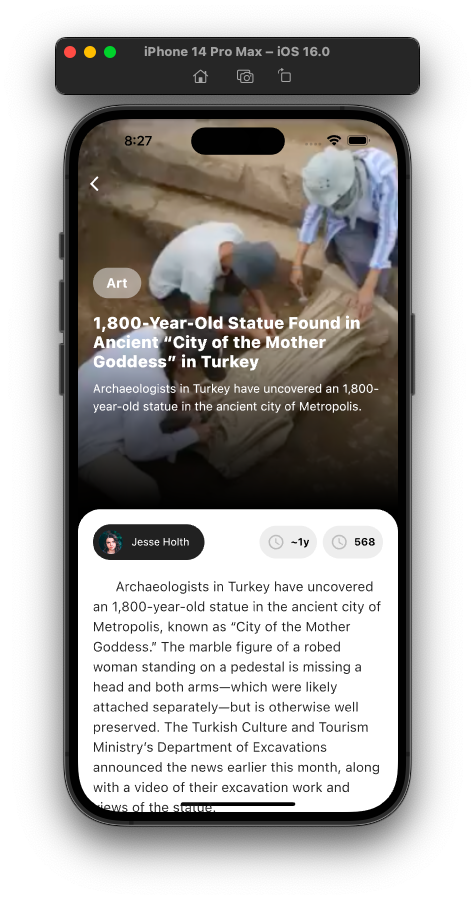 iPhone 14 Pro Max – iOS 16.0
8:27
Art
1,800-Year-Old Statue Found in
Ancient “City of the Mother
Goddess” in Turkey
Archaeologists in Turkey have uncovered an 1,800-
year-old statue in the ancient city of Metropolis.
Jesse Holth
~1y
568
Archaeologists in Turkey have uncovered
an 1,800-year-old statue in the ancient city of
Metropolis, known as “City of the Mother
Goddess.” The marble figure of a robed
woman standing on a pedestal is missing a
head and both arms—which were likely
attached separately—but is otherwise well
preserved. The Turkish Culture and Tourism
Ministry’s Department of Excavations
announced the news earlier this month, along
with a video of their excavation work and
views of the statue.